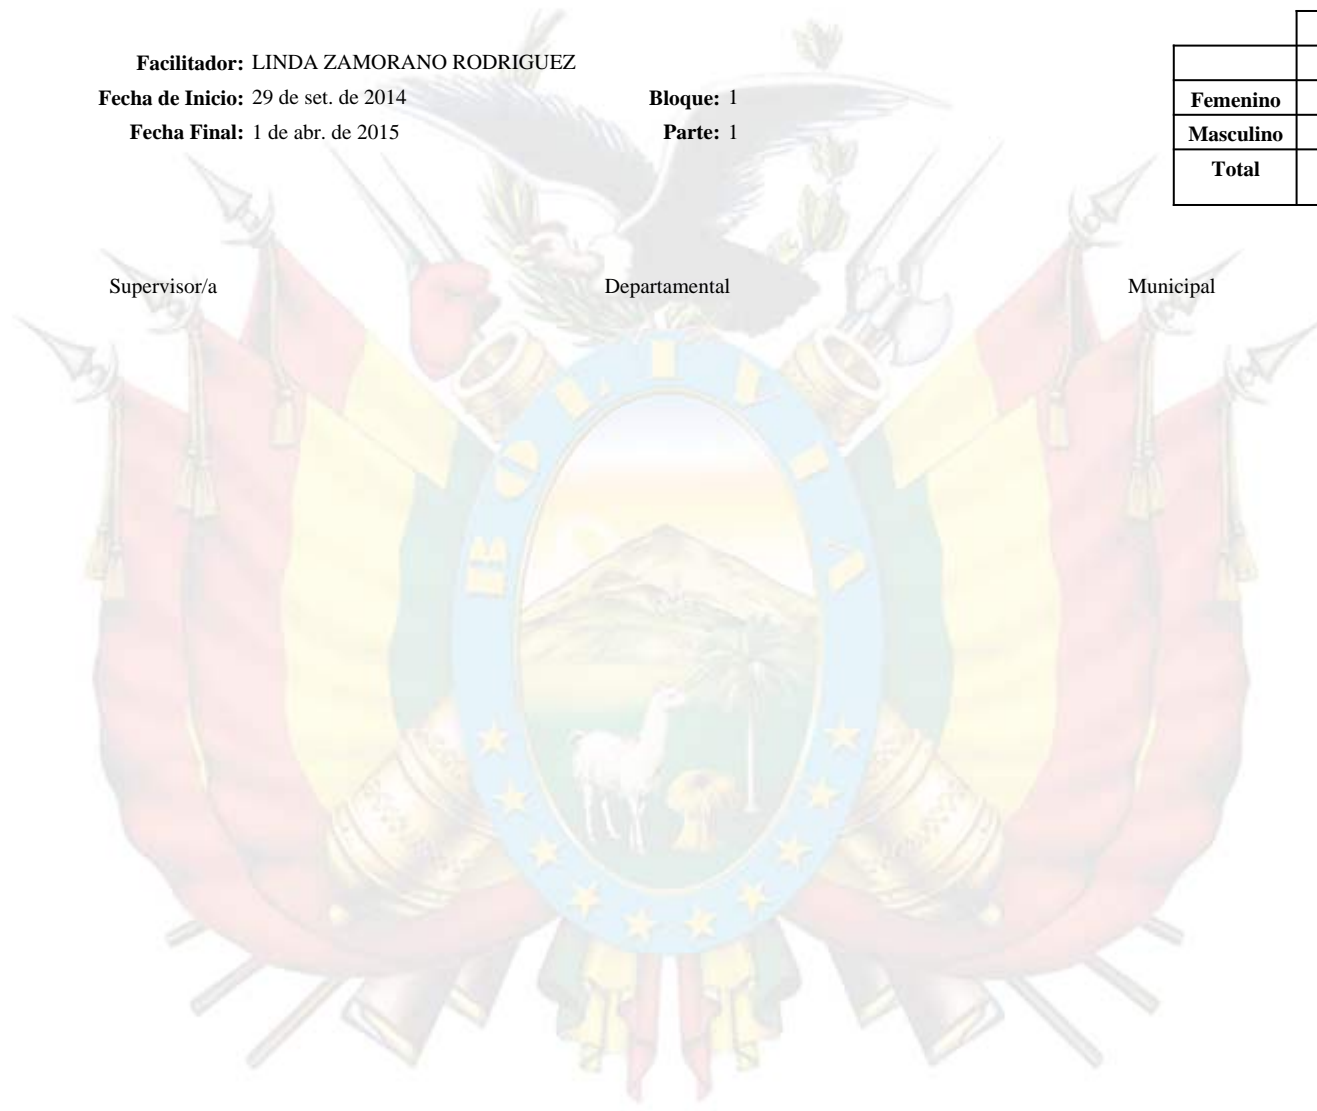 Facilitador: LINDA ZAMORANO RODRIGUEZ
Fecha de Inicio: 29 de set. de 2014 Bloque: 1
Fecha Final: 1 de abr. de 2015 Parte: 1
Femenino
Masculino
Total
Supervisor/a Departamental Municipal
BOLIVIA